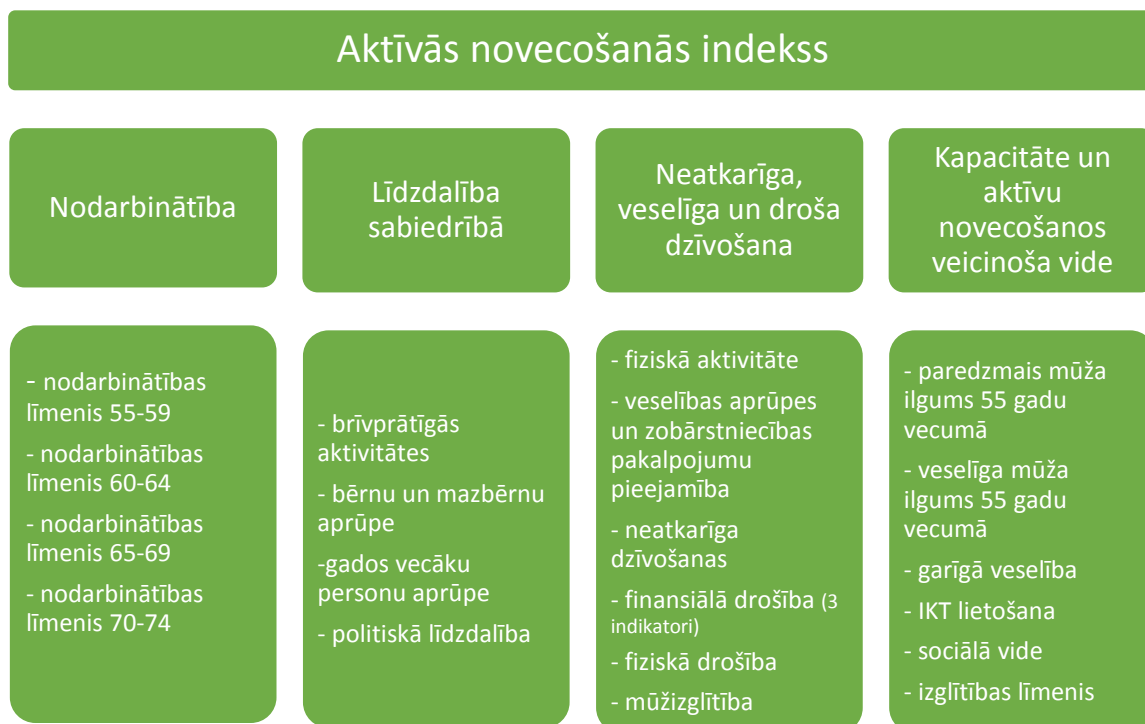 Aktīvās novecošanās indekss
Nodarbinātība
Līdzdalība
sabiedrībā
Neatkarīga,
veselīga un droša
dzīvošana
Kapacitāte un
aktīvu
novecošanos
veicinoša vide
- nodarbinātības
līmenis 55-59
- nodarbinātības
līmenis 60-64
- nodarbinātības
līmenis 65-69
- nodarbinātības
līmenis 70-74
- brīvprātīgās
aktivitātes
- bērnu un mazbērnu
aprūpe
-gados vecāku
personu aprūpe
- politiskā līdzdalība
- fiziskā aktivitāte
- veselības aprūpes
un zobārstniecības
pakalpojumu
pieejamība
- neatkarīga
dzīvošanas
- finansiālā drošība (3
indikatori)
- fiziskā drošība
- mūžizglītība
- paredzmais mūža
ilgums 55 gadu
vecumā
- veselīga mūža
ilgums 55 gadu
vecumā
- garīgā veselība
- IKT lietošana
- sociālā vide
- izglītības līmenis